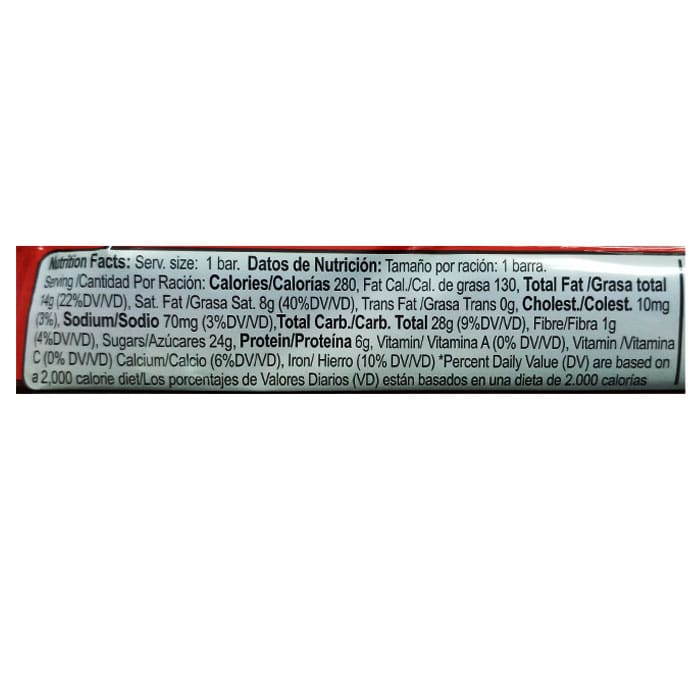 Nutrition Facts: Serv. size: 1 bar. Datos de Nutrición: Tamaño por ración: 1 barra.
Serving /Cantidad Por Ración: Calories/Calorías 280, Fat Cal./Cal. de grasa 130, Total Fat /Grasa total
14g (22%DV/VD), Sat. Fat /Grasa Sat. 8g (40%DV/VD), Trans Fat /Grasa Trans 0g, Cholest./Colest. 10mg
(3%), Sodium/Sodio 70mg (3%DV/VD),Total Carb./Carb. Total 28g (9%DV/VD), Fibre/Fibra 1g
(4%DV/VD), Sugars/Azúcares 24g, Protein/Proteína 6g, Vitamin/ Vitamina A (0% DV/VD), Vitamin /Vitamina
C (0% DV/VD) Calcium/Calcio (6%DV/VD), Iron/ Hierro (10% DV/VD) *Percent Daily Value (DV) are based on
a 2,000 calorie diet/Los porcentajes de Valores Diarios (VD) están basados en una dieta de 2.000 calorías